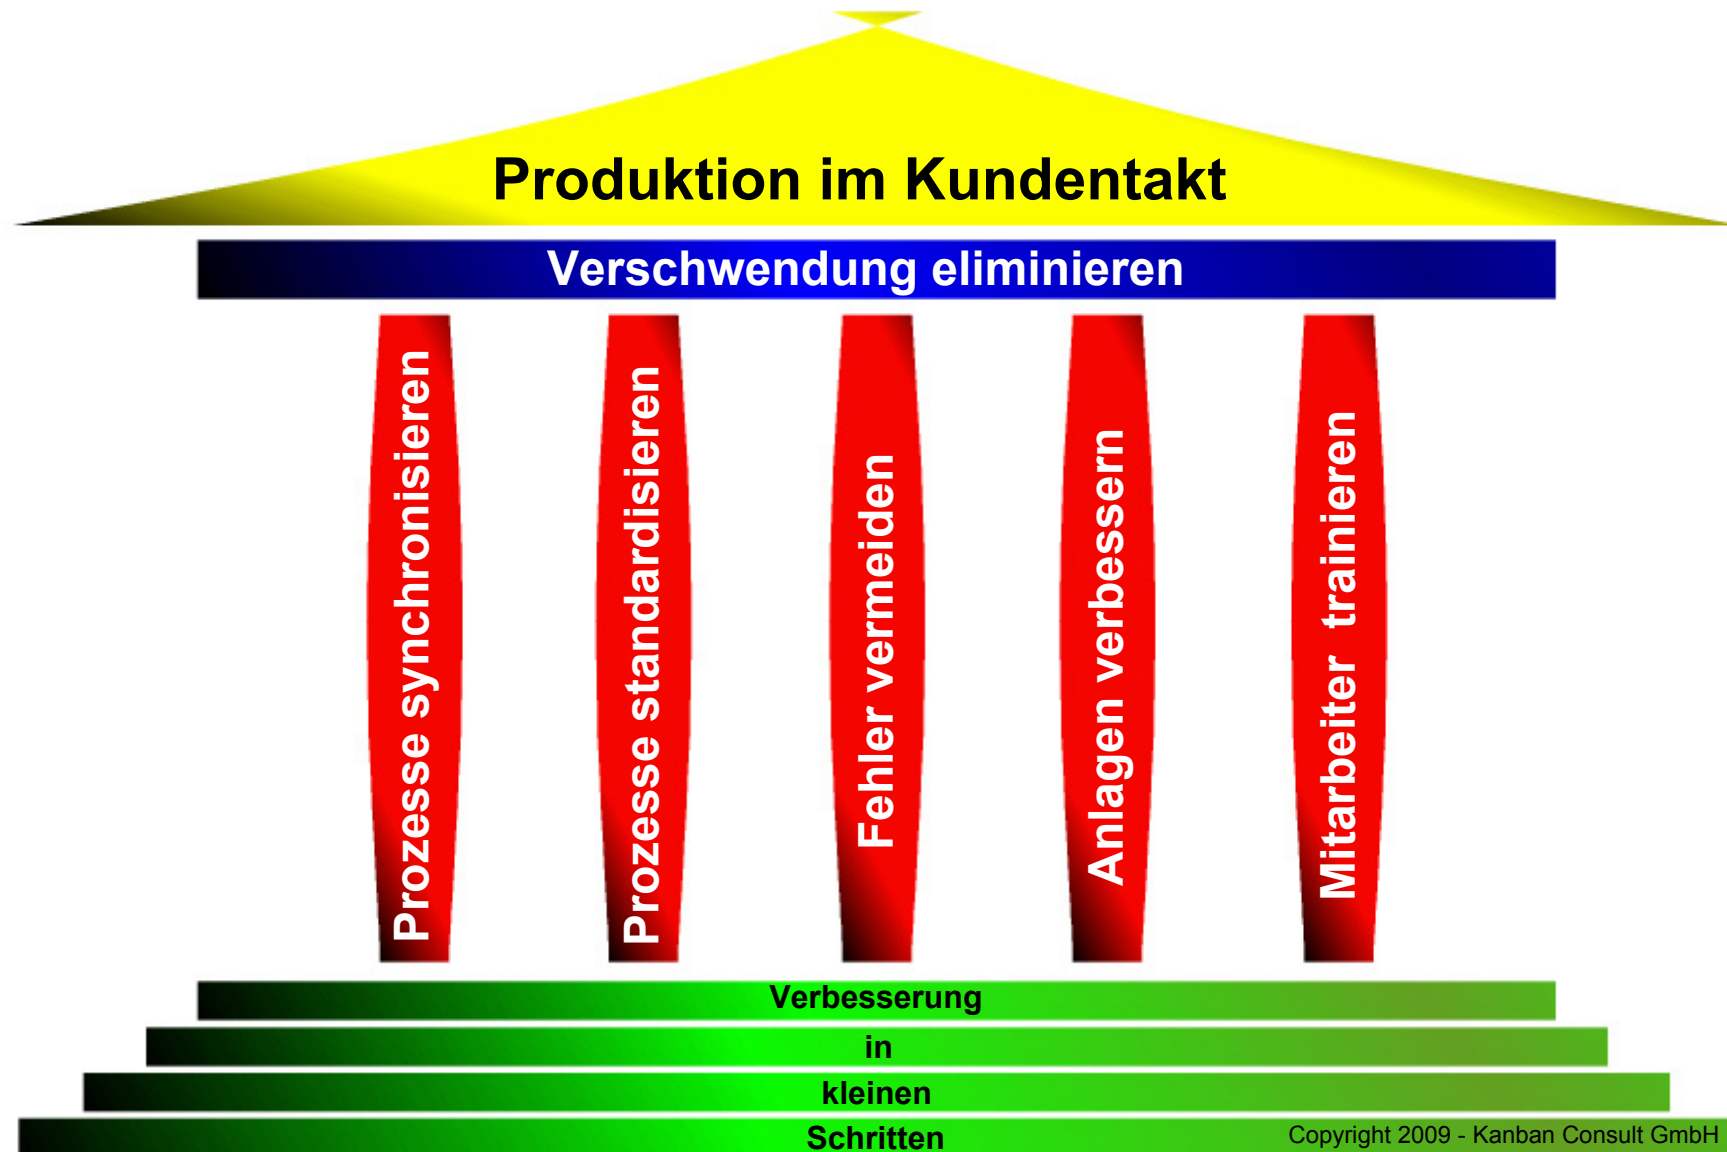 Produktion im Kundentakt
Verschwendung eliminieren
Prozesse synchronisieren
Prozesse standardisieren
Fehler vermeiden
Anlagen verbessern
Mitarbeiter trainieren
Verbesserung
in
kleinen
Schritten
Copyright 2009 - Kanban Consult GmbH